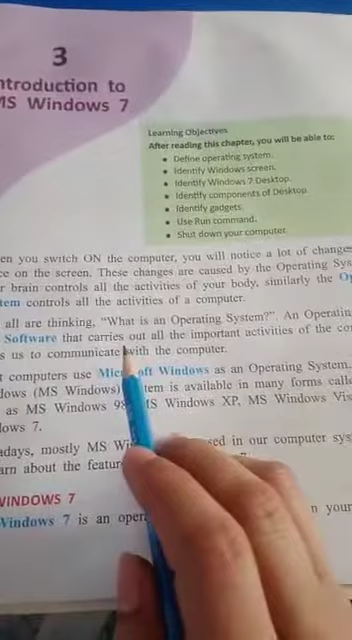 3
ntroduction to
MS Windows 7
Learning Objectives
After reading this chapter, you will be able to:
• Define operating system.
• Identify Windows screen.
• Identify Windows 7 Desktop.
• Identify components of Desktop
• Identify gadgets.
• Use Run command.
• Shut down your computer
en you switch ON the computer, you will notice a lot of change
ce on the screen. These changes are caused by the Operating Sys
r brain controls all the activities of your body, similarly the Op
tem controls all the activities of a computer.
all are thinking, "What is an Operating System?". An Operatin
Software that carries out all the important activities of the co
s us to communicate with the computer.
t computers use Mic oft Windows as an Operating System.
dows (MS Windows) tem is available in many forms calle
as MS Windows 98 MS Windows XP, MS Windows Vis
dows 7.
adays, mostly MS Wi sed in our computer sys
arn about the featur
WINDOWS 7
Windows 7 is an oper n your